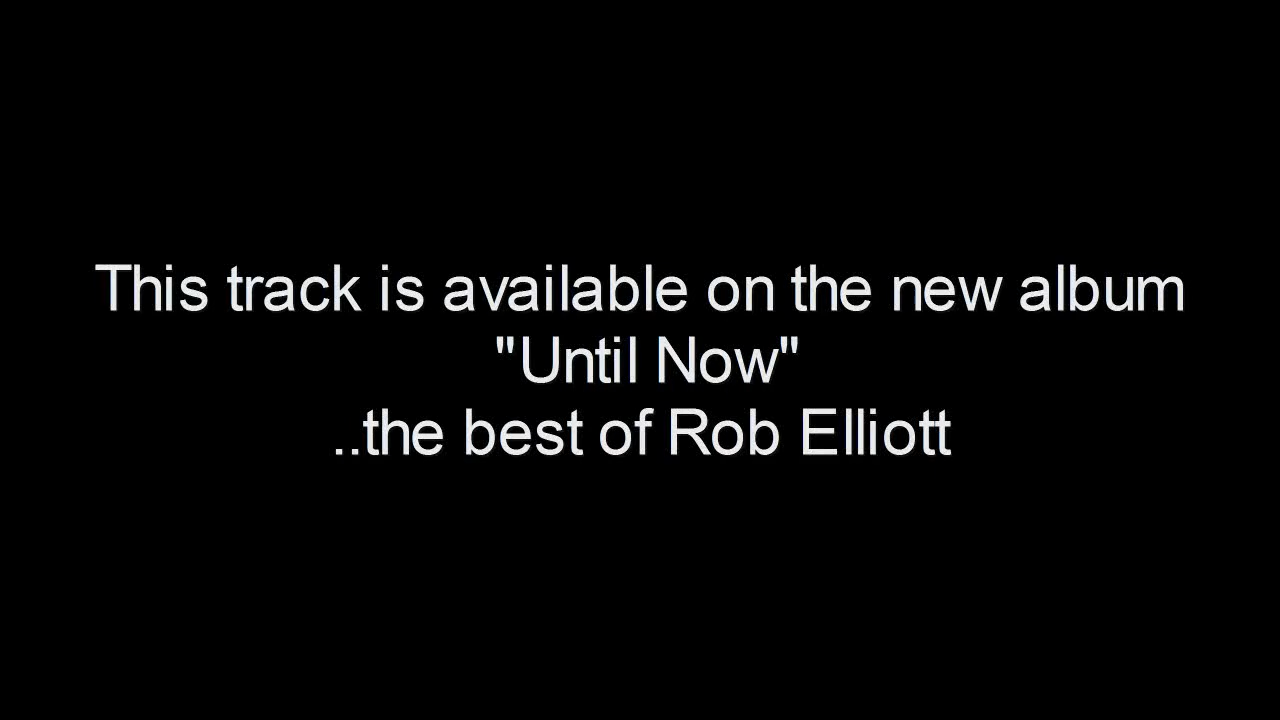 This track is available on the new album
"Until Now"
..the best of Rob Elliott